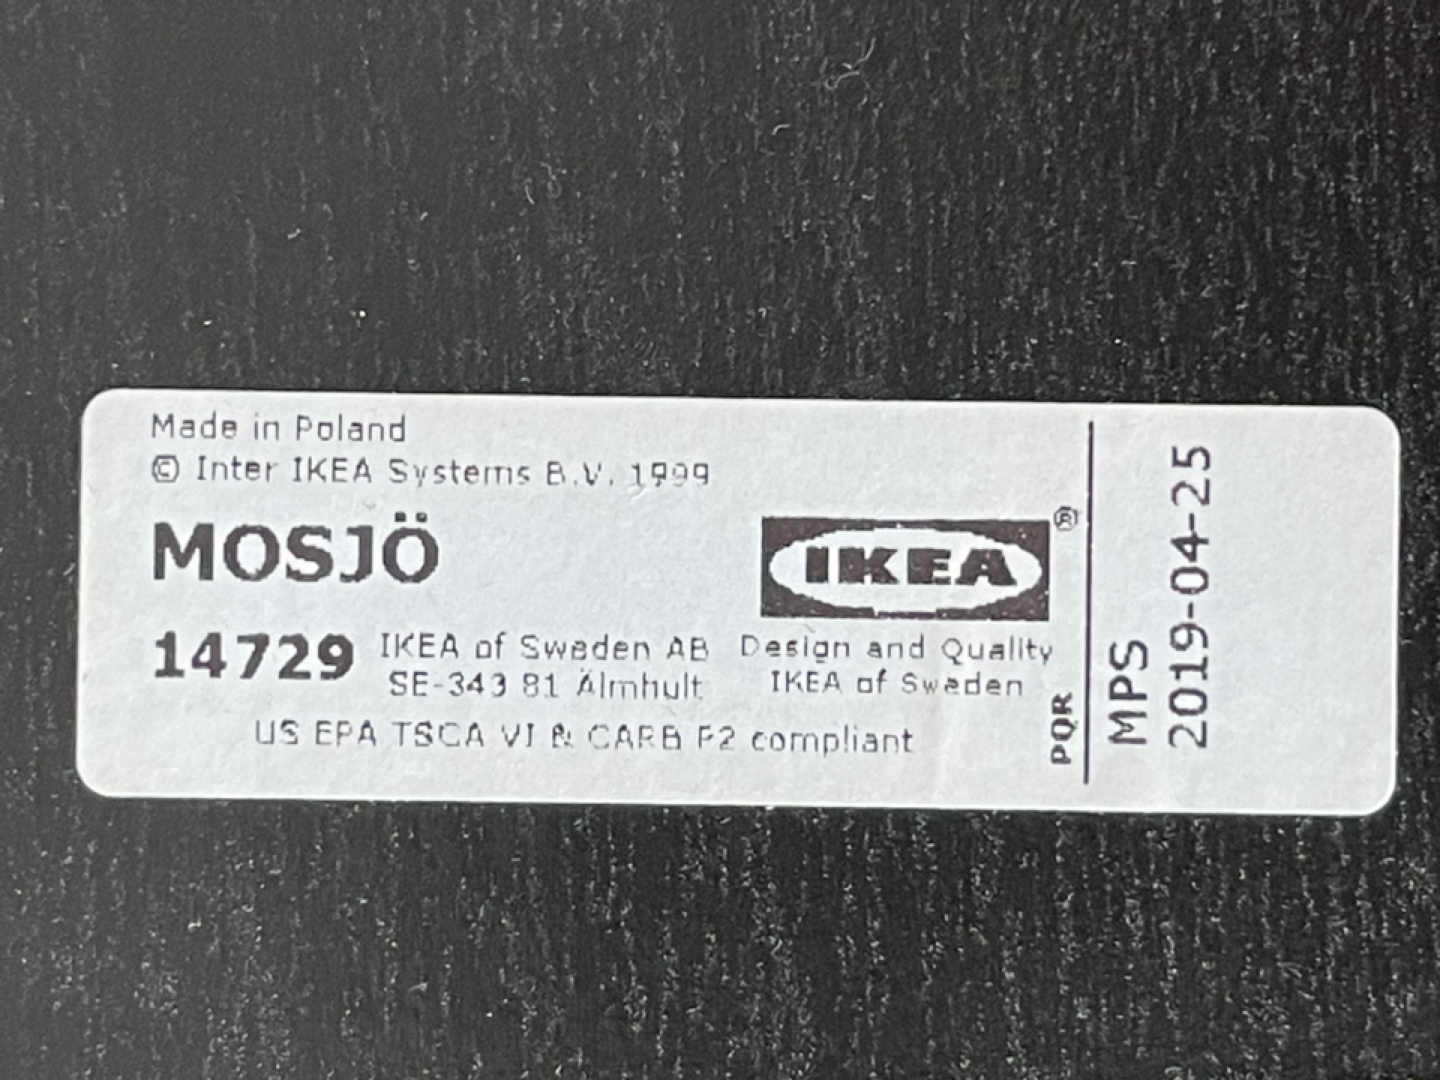 Made in Poland
© Inter IKEA Systems B.V. 1999
MOSJÖ
IKEA ®
14729
IKEA of Sweden AB
SE-343 81 Älmhult
Design and Quality
IKEA of Sweden
US EPA TSCA VI & CARB P2 compliant
PQR
MPS
2019-04-25